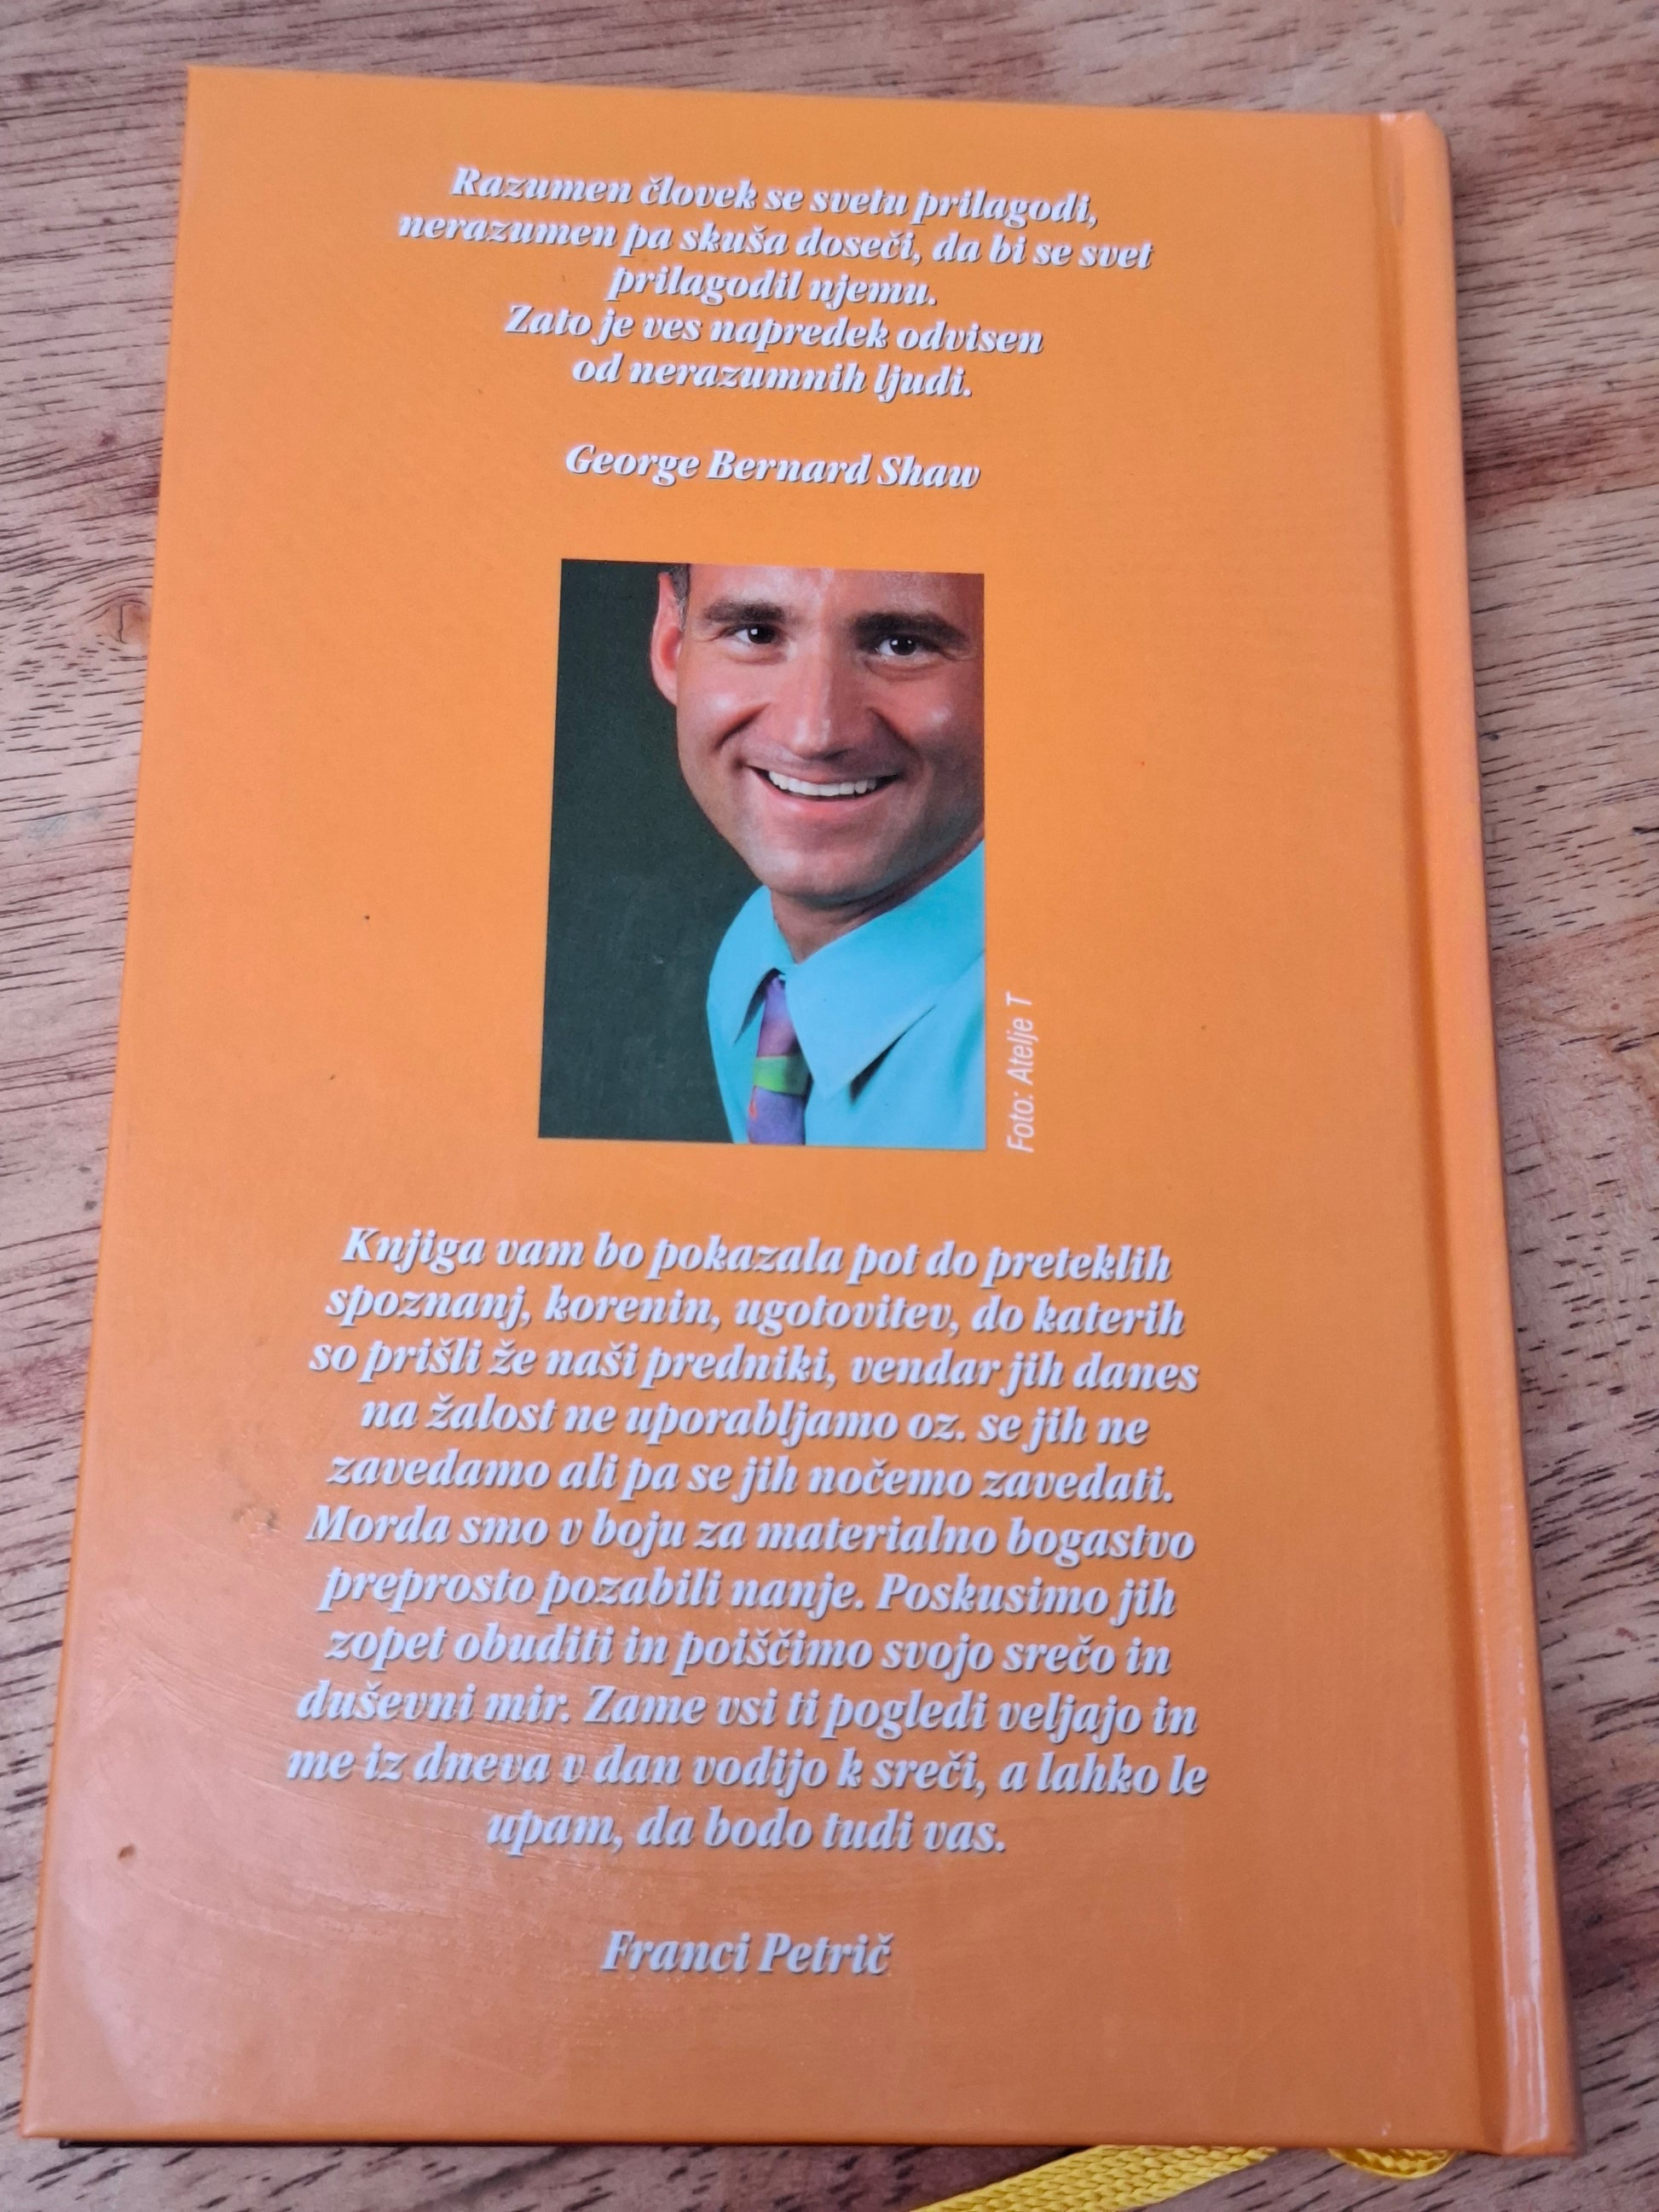 Razumen človek se svetu prilagodi,
nerazumen pa skuša doseči, da bi se svet
prilagodil njemu.
Zato je ves napredek odvisen
od nerazumnih ljudi.
George Bernard Shaw
Foto: Atelje T
Knjiga vam bo pokazala pot do preteklih
spoznanj, korenin, ugotovitev, do katerih
so prišli že naši predniki, vendar jih danes
na žalost ne uporabljamo oz. se jih ne
zavedamo ali pa se jih nočemo zavedati.
Morda smo v boju za materialno bogastvo
preprosto pozabili nanje. Poskusimo jih
zopet obuditi in poiščimo svojo srečo in
duševni mir. Zame vsi ti pogledi veljajo in
me iz dneva v dan vodijo k sreči, a lahko le
upam, da bodo tudi vas.
Franci Petrič